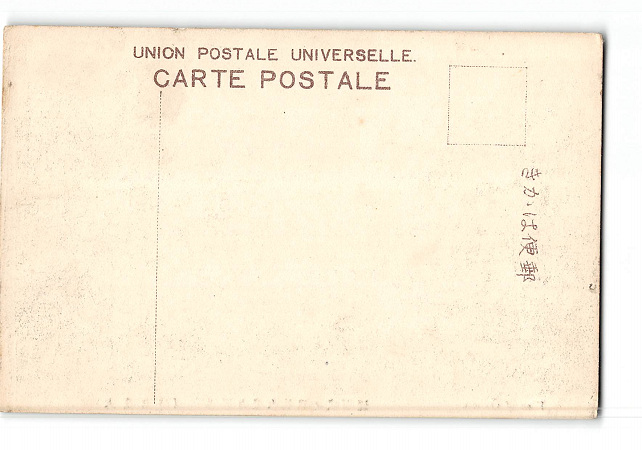 UNION POSTALE UNIVERSELLE.
CARTE POSTALE
きかは便郵